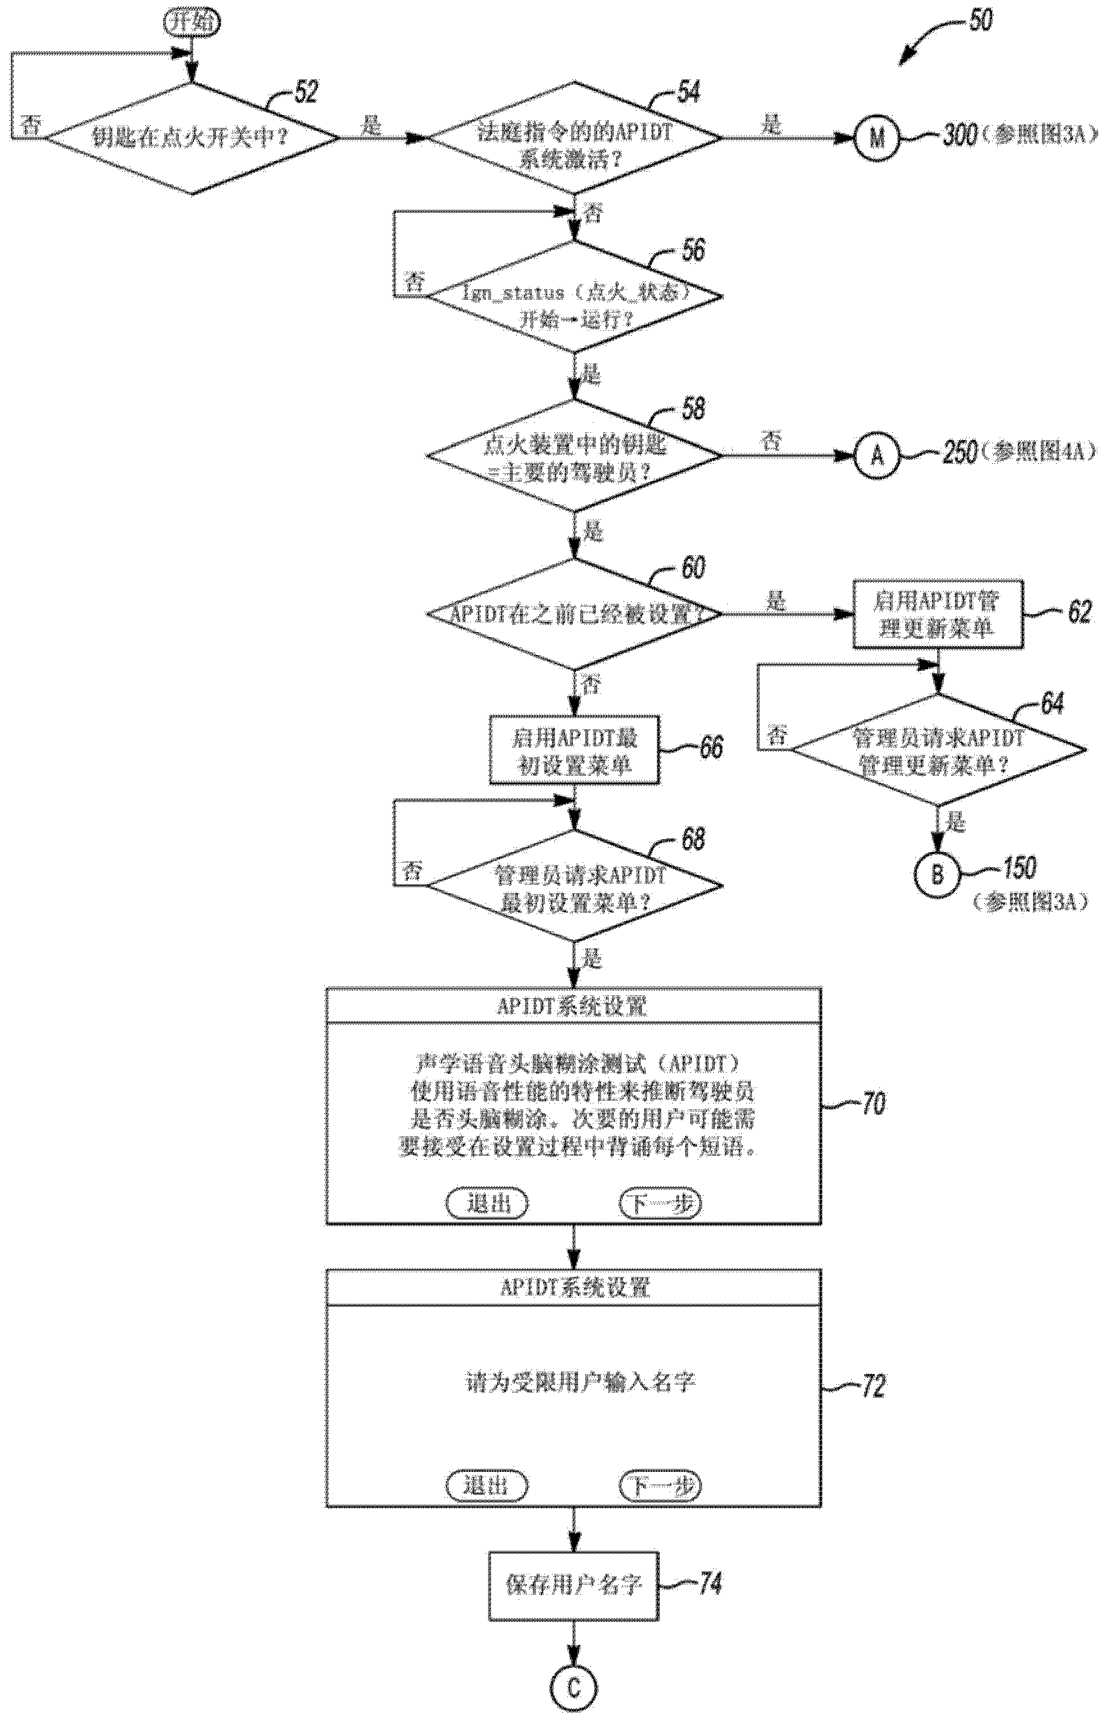 开始
50
52
钥匙在点火开关中？
否
是
54
法庭指令的的APIDT
系统激活？
是
M
300（参照图3A）
否
56
Ign_status（点火_状态）
开始→运行？
否
是
58
点火装置中的钥匙
=主要的驾驶员？
否
A
250（参照图4A）
是
60
APIDT在之前已经被设置？
是
启用APIDT管
理更新菜单
62
否
64
管理员请求APIDT
管理更新菜单？
否
是
B
150
（参照图3A）
启用APIDT最
初设置菜单
66
68
管理员请求APIDT
最初设置菜单？
否
是
APIDT系统设置
声学语音头脑糊涂测试（APIDT）
使用语音性能的特性来推断驾驶员
是否头脑糊涂。次要的用户可能需
要接受在设置过程中背诵每个短语。
退出
下一步
70
APIDT系统设置
请为受限用户输入名字
退出
下一步
72
保存用户名字
74
C